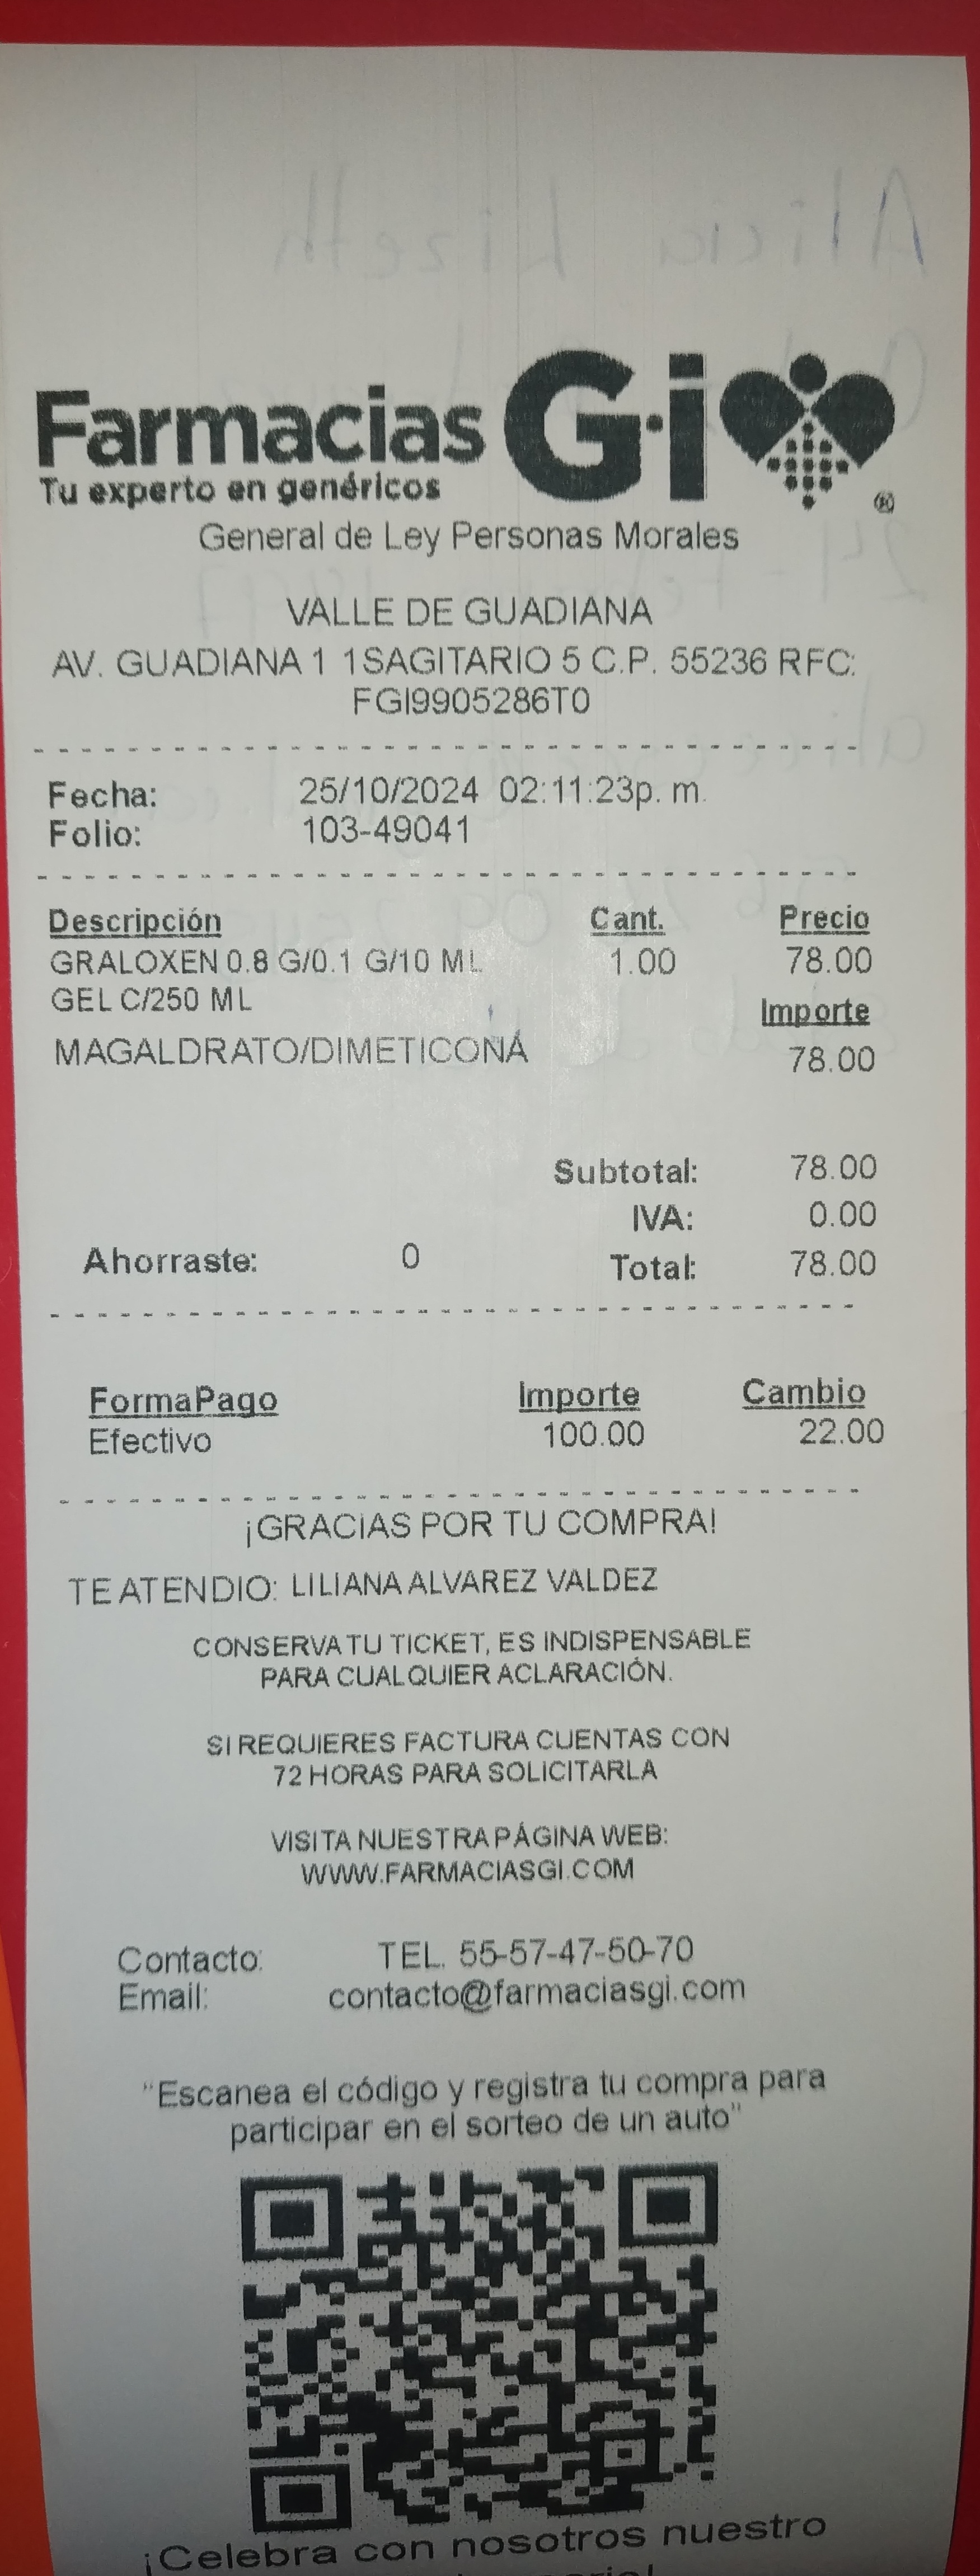 Alicia Lizeth
Farmacias G·i ®
Tu experto en genéricos
General de Ley Personas Morales
VALLE DE GUADIANA
AV. GUADIANA 1 1SAGITARIO 5 C.P. 55236 RFC:
FGI9905286T0
Fecha: 25/10/2024 02:11:23p. m.
Folio: 103-49041
Descripción Cant. Precio
GRALOXEN 0.8 G/0.1 G/10 ML 1.00 78.00
GEL C/250 ML Importe
MAGALDRATO/DIMETICONA 78.00
Subtotal: 78.00
IVA: 0.00
Ahorraste: 0 Total: 78.00
FormaPago Importe Cambio
Efectivo 100.00 22.00
¡GRACIAS POR TU COMPRA!
TE ATENDIO: LILIANA ALVAREZ VALDEZ
CONSERVA TU TICKET, ES INDISPENSABLE
PARA CUALQUIER ACLARACIÓN.
SI REQUIERES FACTURA CUENTAS CON
72 HORAS PARA SOLICITARLA
VISITA NUESTRA PÁGINA WEB:
WWW.FARMACIASGI.COM
Contacto: TEL. 55-57-47-50-70
Email: contacto@farmaciasgi.com
"Escanea el código y registra tu compra para
participar en el sorteo de un auto"
¡Celebra con nosotros nuestro